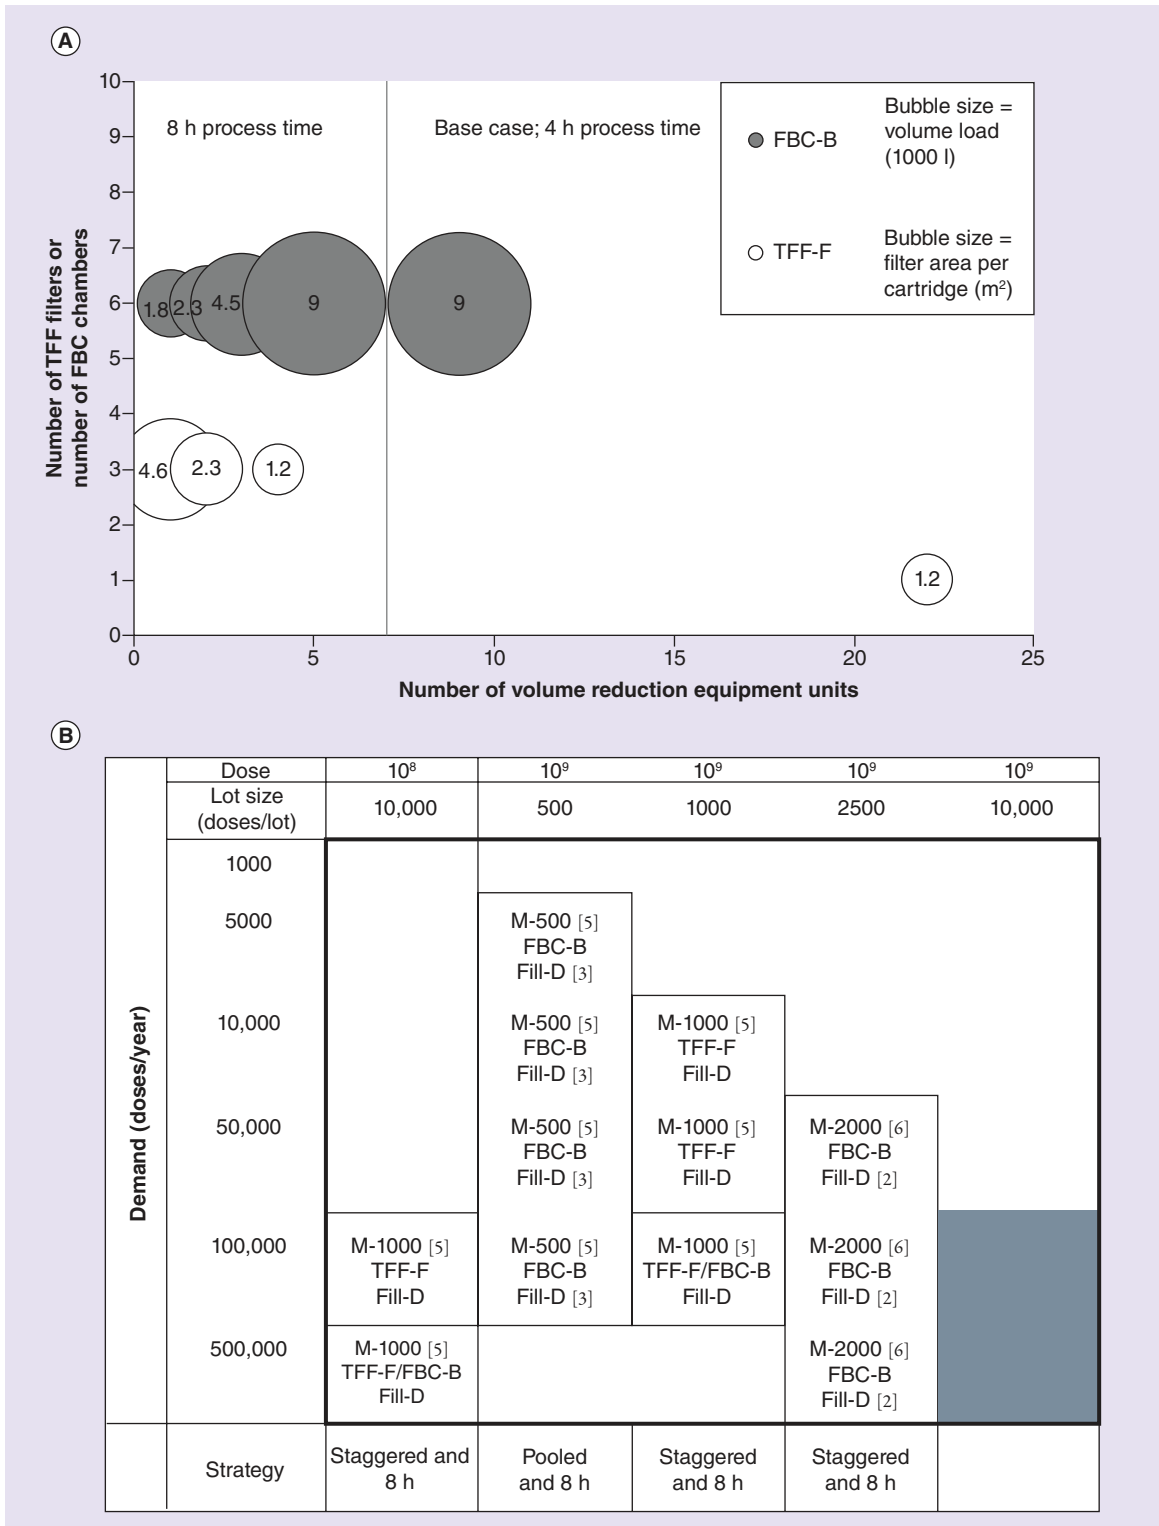 A
10
9
8
7
6
5
4
3
2
1
0
Number of TFF filters or
number of FBC chambers
8 h process time
Base case; 4 h process time
FBC-B
Bubble size =
volume load
(1000 l)
TFF-F
Bubble size =
filter area per
cartridge (m²)
1.8
2.3
4.5
9
9
4.6
2.3
1.2
1.2
0
5
10
15
20
25
Number of volume reduction equipment units
B
Dose 10⁸ 10⁹ 10⁹ 10⁹ 10⁹
Lot size
(doses/lot)
10,000 500 1000 2500 10,000
Demand (doses/year)
1000
5000
M-500 [5]
FBC-B
Fill-D [3]
10,000
M-500 [5] M-1000 [5]
FBC-B TFF-F
Fill-D [3] Fill-D
50,000
M-500 [5] M-1000 [5] M-2000 [6]
FBC-B TFF-F FBC-B
Fill-D [3] Fill-D Fill-D [2]
100,000
M-1000 [5] M-500 [5] M-1000 [5] M-2000 [6]
TFF-F FBC-B TFF-F/FBC-B FBC-B
Fill-D Fill-D [3] Fill-D Fill-D [2]
500,000
M-1000 [5] M-2000 [6]
TFF-F/FBC-B FBC-B
Fill-D Fill-D [2]
Strategy
Staggered and Pooled Staggered Staggered
8 h and 8 h and 8 h and 8 h